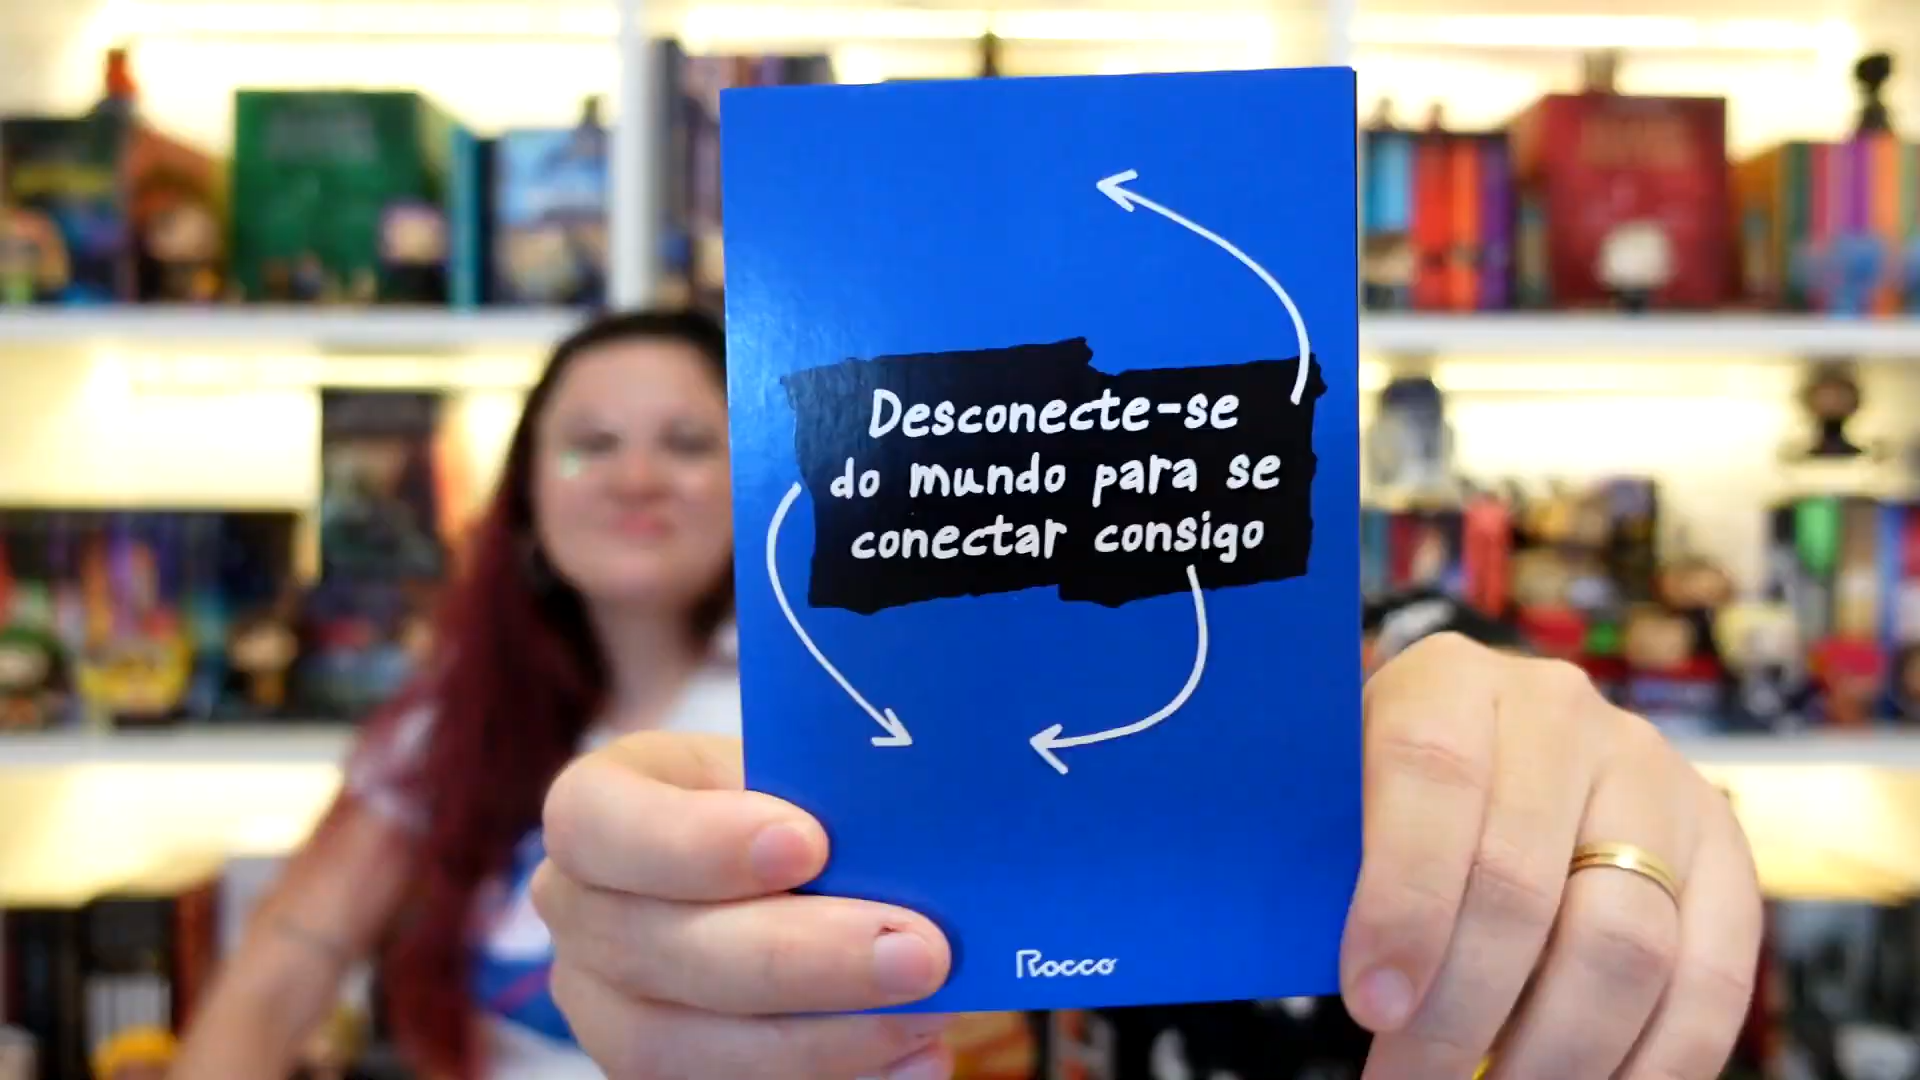 Desconecte-se
do mundo para se
conectar consigo
Rocco